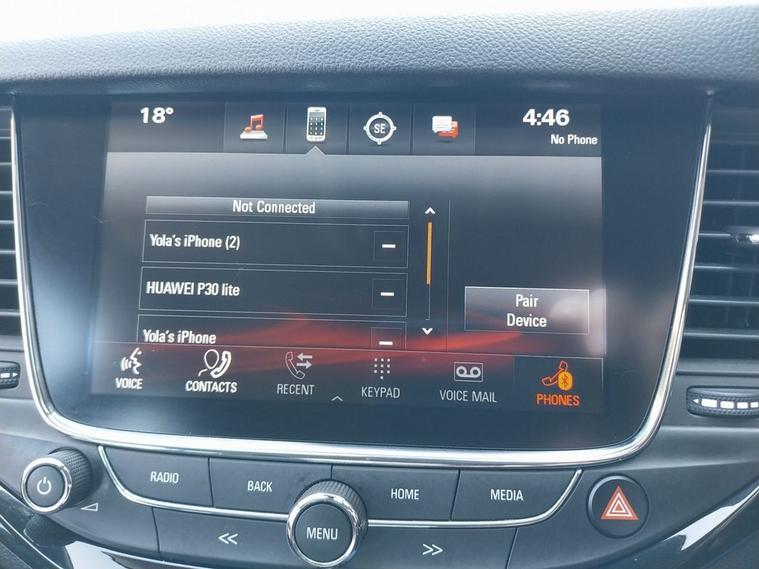 18°
SE
4:46
No Phone
Not Connected
Yola's iPhone (2)
HUAWEI P30 lite
Yola's iPhone
Pair
Device
VOICE
CONTACTS
RECENT
KEYPAD
VOICE MAIL
PHONES
RADIO
BACK
HOME
MEDIA
MENU